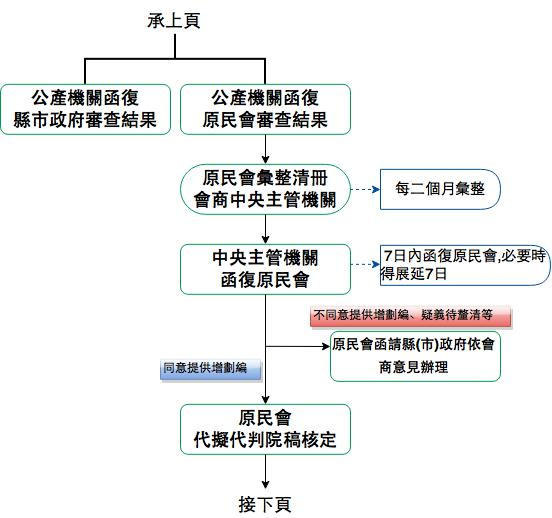 承上頁
公產機關函復
縣市政府審查結果
公產機關函復
原民會審查結果
原民會彙整清冊
會商中央主管機關
每二個月彙整
中央主管機關
函復原民會
7日內函復原民會,必要時
得展延7日
不同意提供增劃編、疑義待釐清等
原民會函請縣(市)政府依會
商意見辦理
同意提供增劃編
原民會
代擬代判院稿核定
接下頁